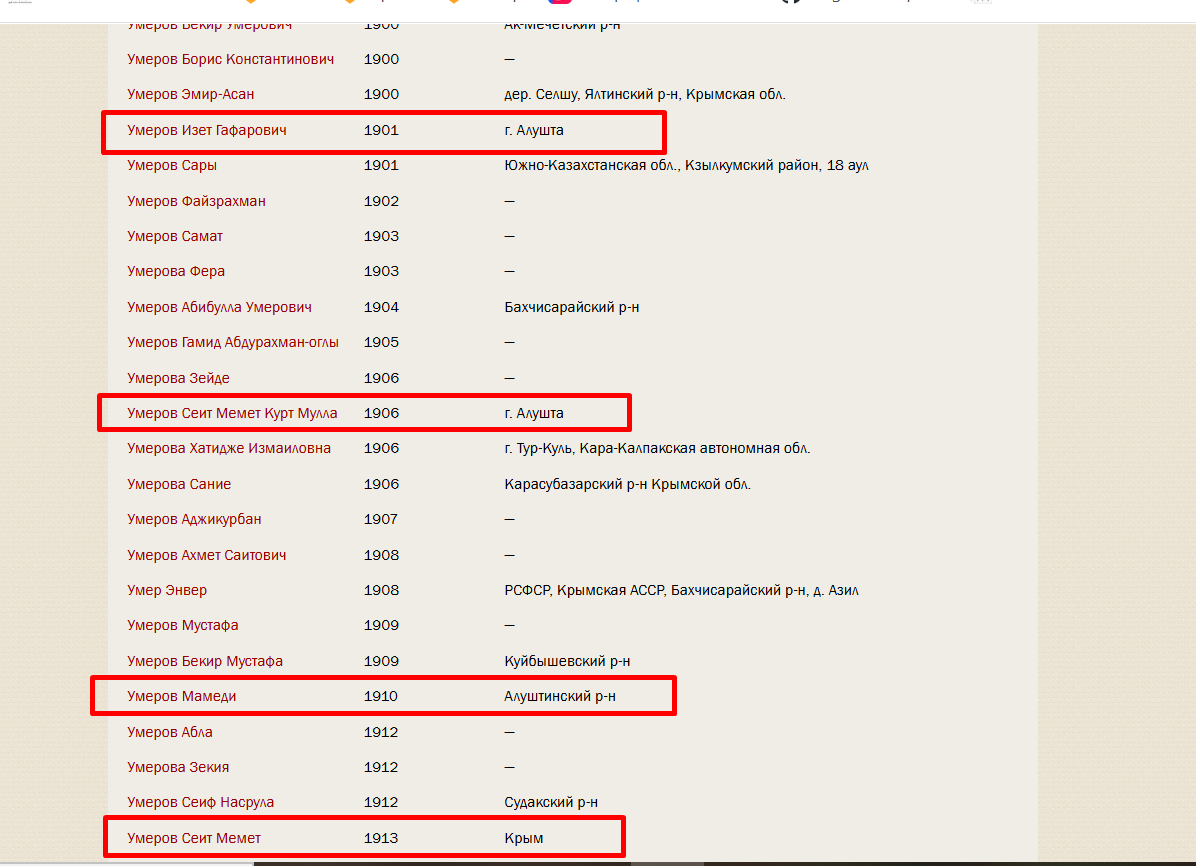 Умеров Бекир Умерович 1900 Ак-Мечетский р-н
Умеров Борис Константинович 1900 —
Умеров Эмир-Асан 1900 дер. Селшу, Ялтинский р-н, Крымская обл.
Умеров Изет Гафарович 1901 г. Алушта
Умеров Сары 1901 Южно-Казахстанская обл., Кзылкумский район, 18 аул
Умеров Файзрахман 1902 —
Умеров Самат 1903 —
Умерова Фера 1903 —
Умеров Абибулла Умерович 1904 Бахчисарайский р-н
Умеров Гамид Абдурахман-оглы 1905 —
Умерова Зейде 1906 —
Умеров Сеит Мемет Курт Мулла 1906 г. Алушта
Умерова Хатидже Измаиловна 1906 г. Тур-Куль, Кара-Калпакская автономная обл.
Умерова Сание 1906 Карасубазарский р-н Крымской обл.
Умеров Аджикурбан 1907 —
Умеров Ахмет Саитович 1908 —
Умер Энвер 1908 РСФСР, Крымская АССР, Бахчисарайский р-н, д. Азил
Умеров Мустафа 1909 —
Умеров Бекир Мустафа 1909 Куйбышевский р-н
Умеров Мамеди 1910 Алуштинский р-н
Умеров Абла 1912 —
Умерова Зекия 1912 —
Умеров Сеиф Насрула 1912 Судакский р-н
Умеров Сеит Мемет 1913 Крым